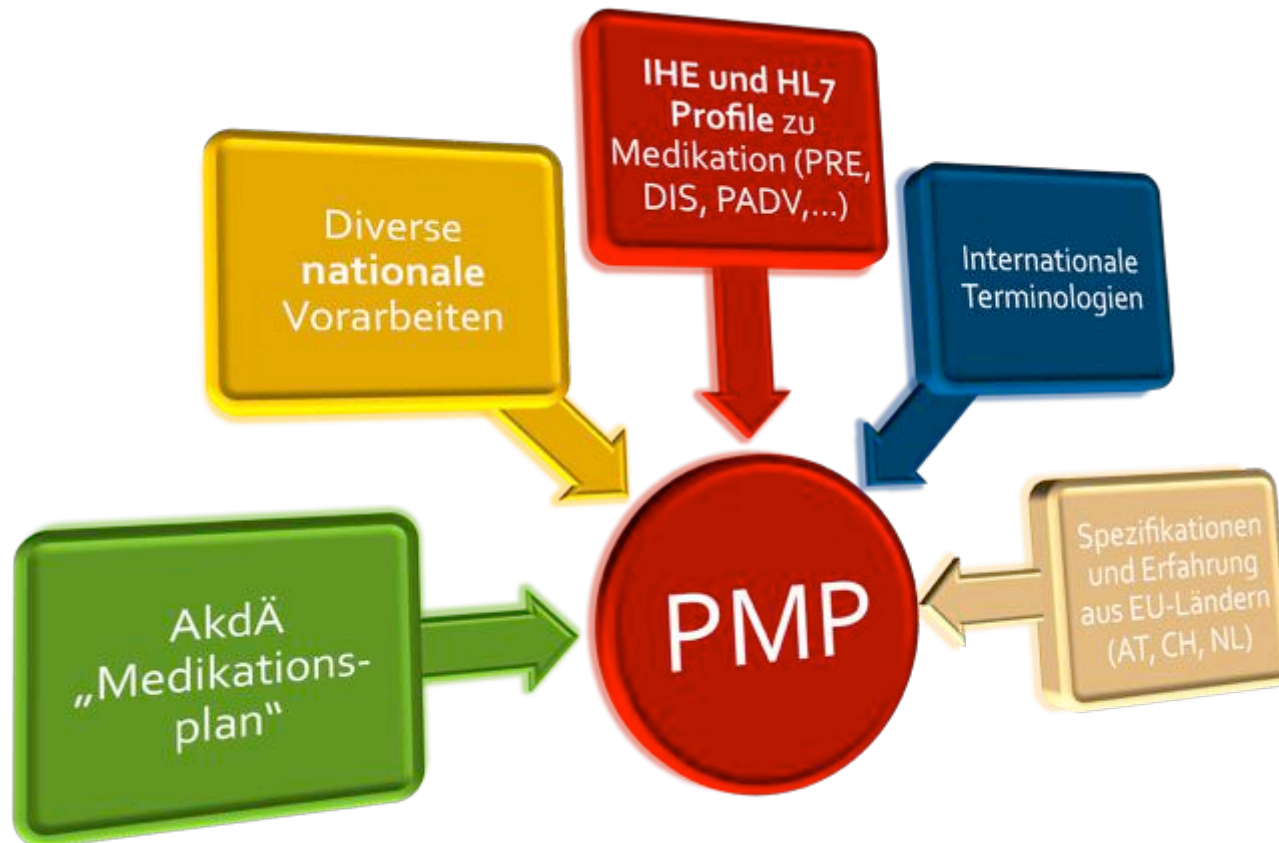 AkdÄ
„Medikations-
plan“
Diverse
nationale
Vorarbeiten
IHE und HL7
Profile zu
Medikation (PRE,
DIS, PADV,...)
Internationale
Terminologien
Spezifikationen
und Erfahrung
aus EU-Ländern
(AT, CH, NL)
PMP